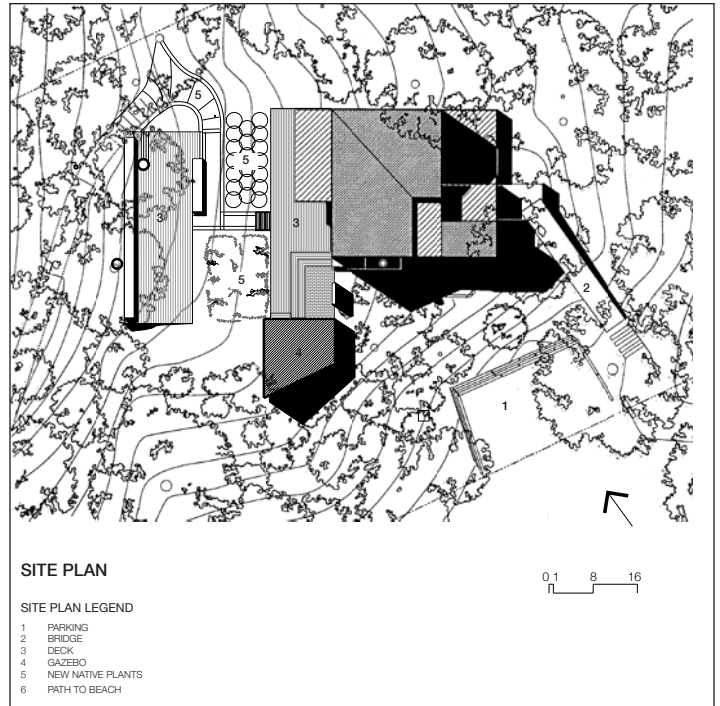 5
5
3
3
5
2
4
1
SITE PLAN
0 1 8 16
SITE PLAN LEGEND
1 PARKING
2 BRIDGE
3 DECK
4 GAZEBO
5 NEW NATIVE PLANTS
6 PATH TO BEACH